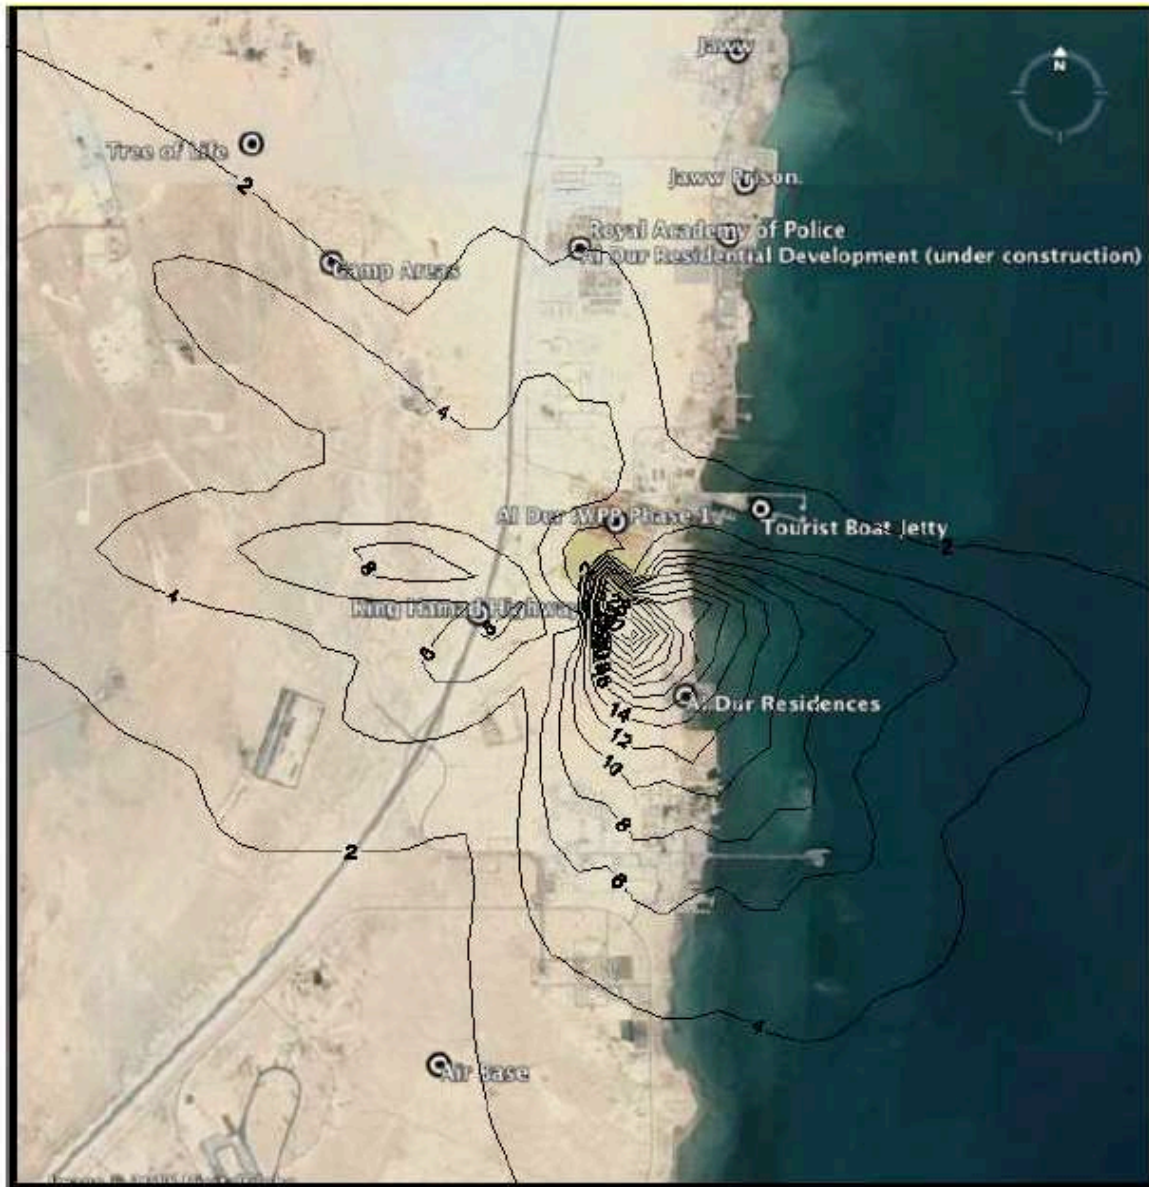 Jaww
N
Tree of Life
Jaww Prison
2
Royal Academy of Police
Al Dur Residential Development (under construction)
Camp Areas
4
Al Dur IWPP Phase 1
Tourist Boat Jetty
2
8
4
King Hamad Highway
8
6
Al Dur Residences
14
12
10
8
2
6
4
Air Base